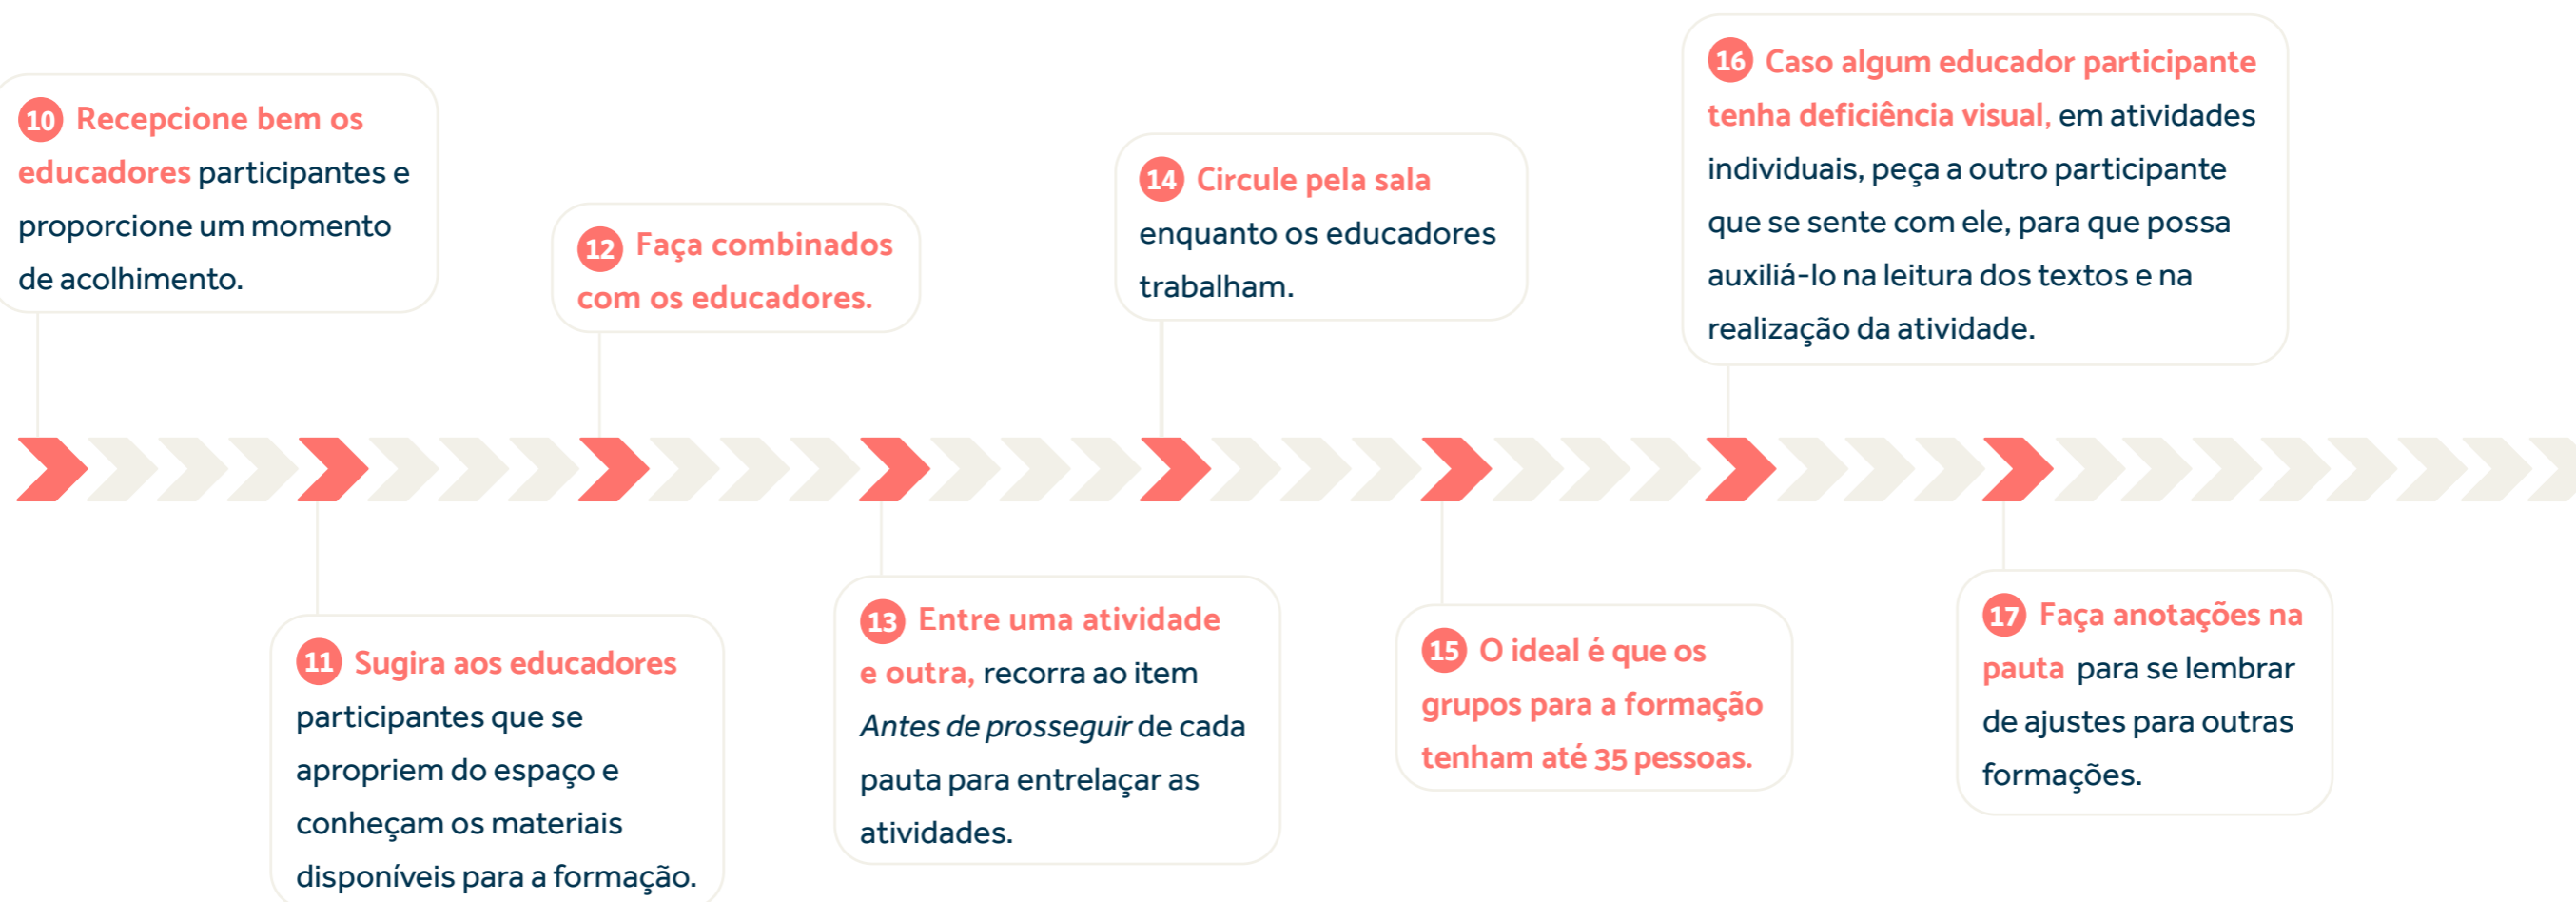 10 Recepcione bem os
educadores participantes e
proporcione um momento
de acolhimento.
11 Sugira aos educadores
participantes que se
apropriem do espaço e
conheçam os materiais
disponíveis para a formação.
12 Faça combinados
com os educadores.
13 Entre uma atividade
e outra, recorra ao item
Antes de prosseguir de cada
pauta para entrelaçar as
atividades.
14 Circule pela sala
enquanto os educadores
trabalham.
15 O ideal é que os
grupos para a formação
tenham até 35 pessoas.
16 Caso algum educador participante
tenha deficiência visual, em atividades
individuais, peça a outro participante
que se sente com ele, para que possa
auxiliá-lo na leitura dos textos e na
realização da atividade.
17 Faça anotações na
pauta para se lembrar
de ajustes para outras
formações.